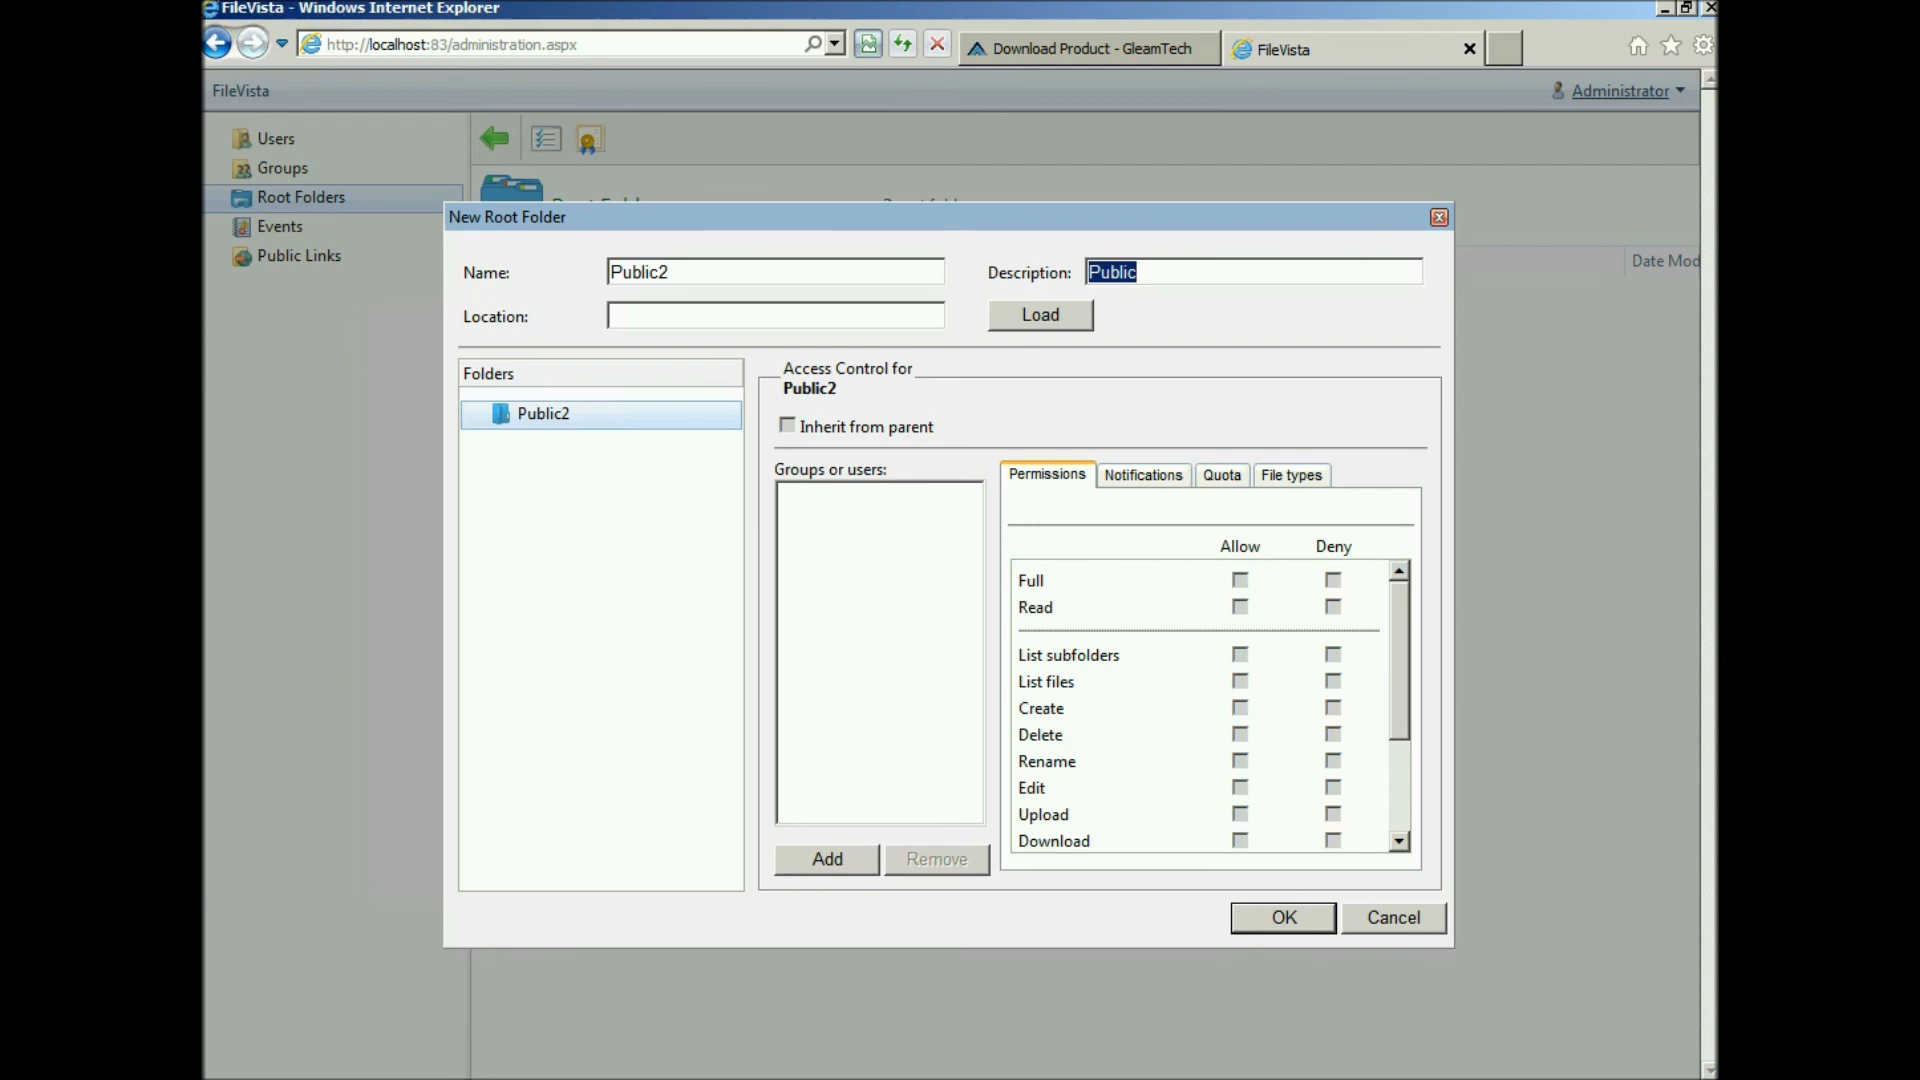 FileVista - Windows Internet Explorer
http://localhost:83/administration.aspx
Download Product - GleamTech
FileVista
FileVista
Administrator
Users
Groups
Root Folders
Events
Public Links
Date Mod
New Root Folder
Name:
Public2
Description:
Public
Location:
Load
Folders
Public2
Access Control for
Public2
Inherit from parent
Groups or users:
Add
Remove
Permissions
Notifications
Quota
File types
Allow
Deny
Full
Read
List subfolders
List files
Create
Delete
Rename
Edit
Upload
Download
OK
Cancel